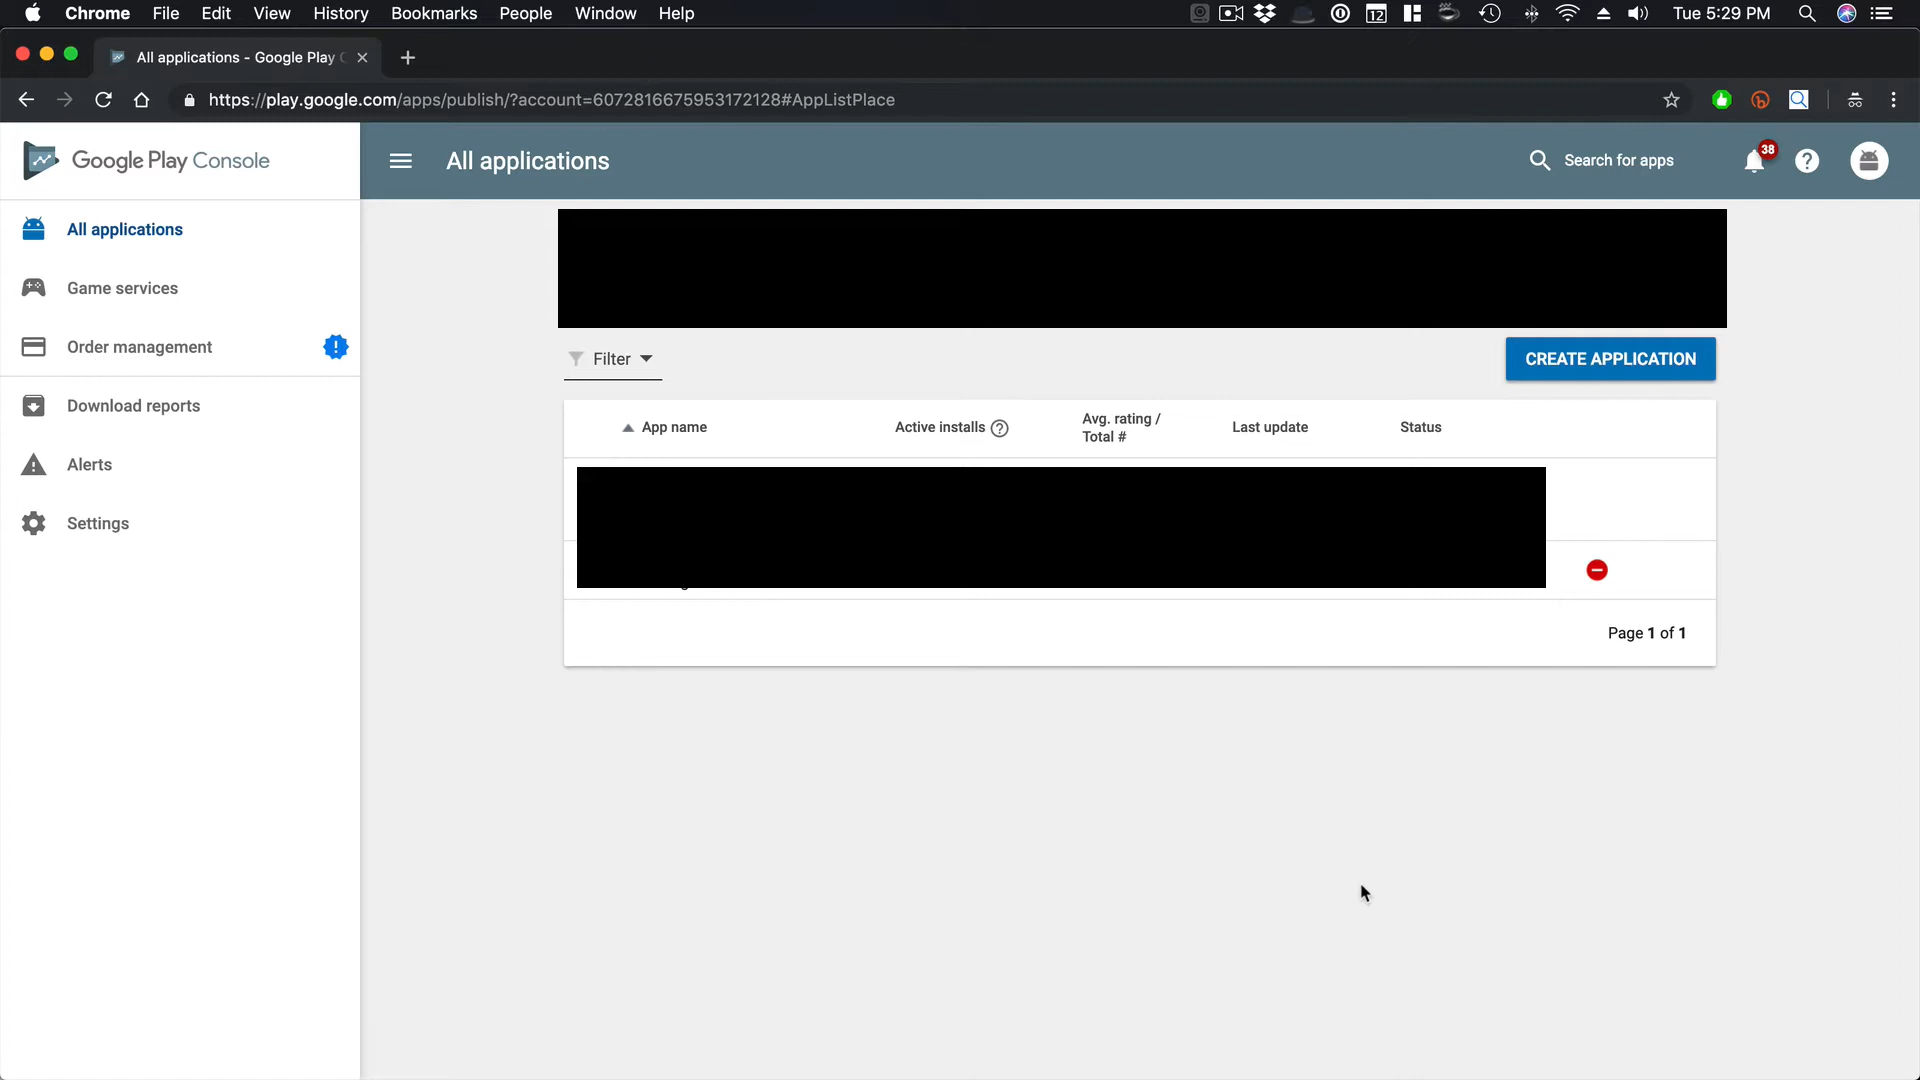 Chrome File Edit View History Bookmarks People Window Help 12 Tue 5:29 PM
All applications - Google Play
https://play.google.com/apps/publish/?account=6072816675953172128#AppListPlace
Google Play Console
All applications
Search for apps
38
All applications
Game services
Order management
Download reports
Alerts
Settings
Filter
CREATE APPLICATION
App name
Active installs
Avg. rating /
Total #
Last update
Status
Page 1 of 1